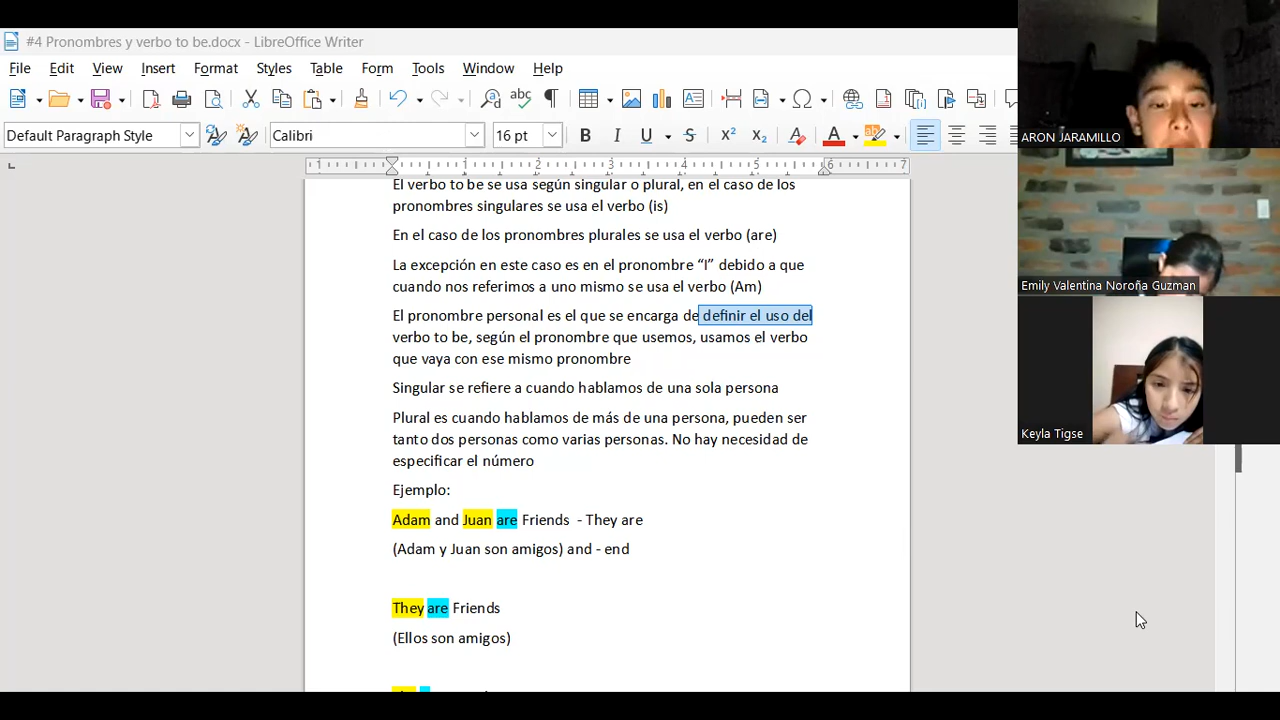 #4 Pronombres y verbo to be.docx - LibreOffice Writer
File Edit View Insert Format Styles Table Form Tools Window Help
Default Paragraph Style Calibri 16 pt
1 1 2 3 4 5 6 7
El verbo to be se usa según singular o plural, en el caso de los
pronombres singulares se usa el verbo (is)
En el caso de los pronombres plurales se usa el verbo (are)
La excepción en este caso es en el pronombre “I” debido a que
cuando nos referimos a uno mismo se usa el verbo (Am)
El pronombre personal es el que se encarga de definir el uso del
verbo to be, según el pronombre que usemos, usamos el verbo
que vaya con ese mismo pronombre
Singular se refiere a cuando hablamos de una sola persona
Plural es cuando hablamos de más de una persona, pueden ser
tanto dos personas como varias personas. No hay necesidad de
especificar el número
Ejemplo:
Adam and Juan are Friends - They are
(Adam y Juan son amigos) and - end
They are Friends
(Ellos son amigos)
ARON JARAMILLO
Emily Valentina Noroña Guzman
Keyla Tigse